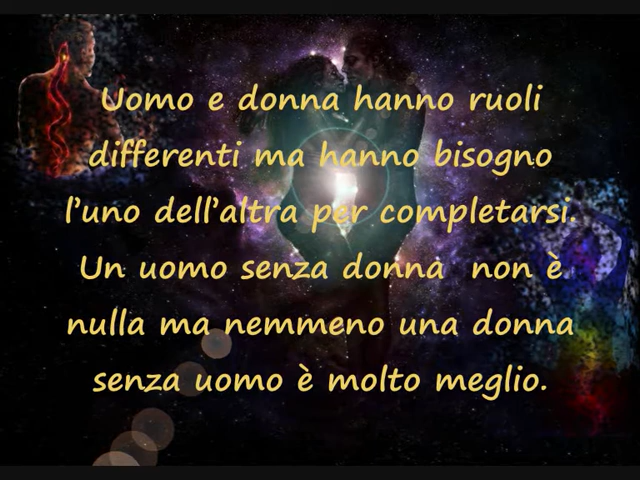 Uomo e donna hanno ruoli
differenti ma hanno bisogno
l'uno dell'altra per completarsi.
Un uomo senza donna non è
nulla ma nemmeno una donna
senza uomo è molto meglio.